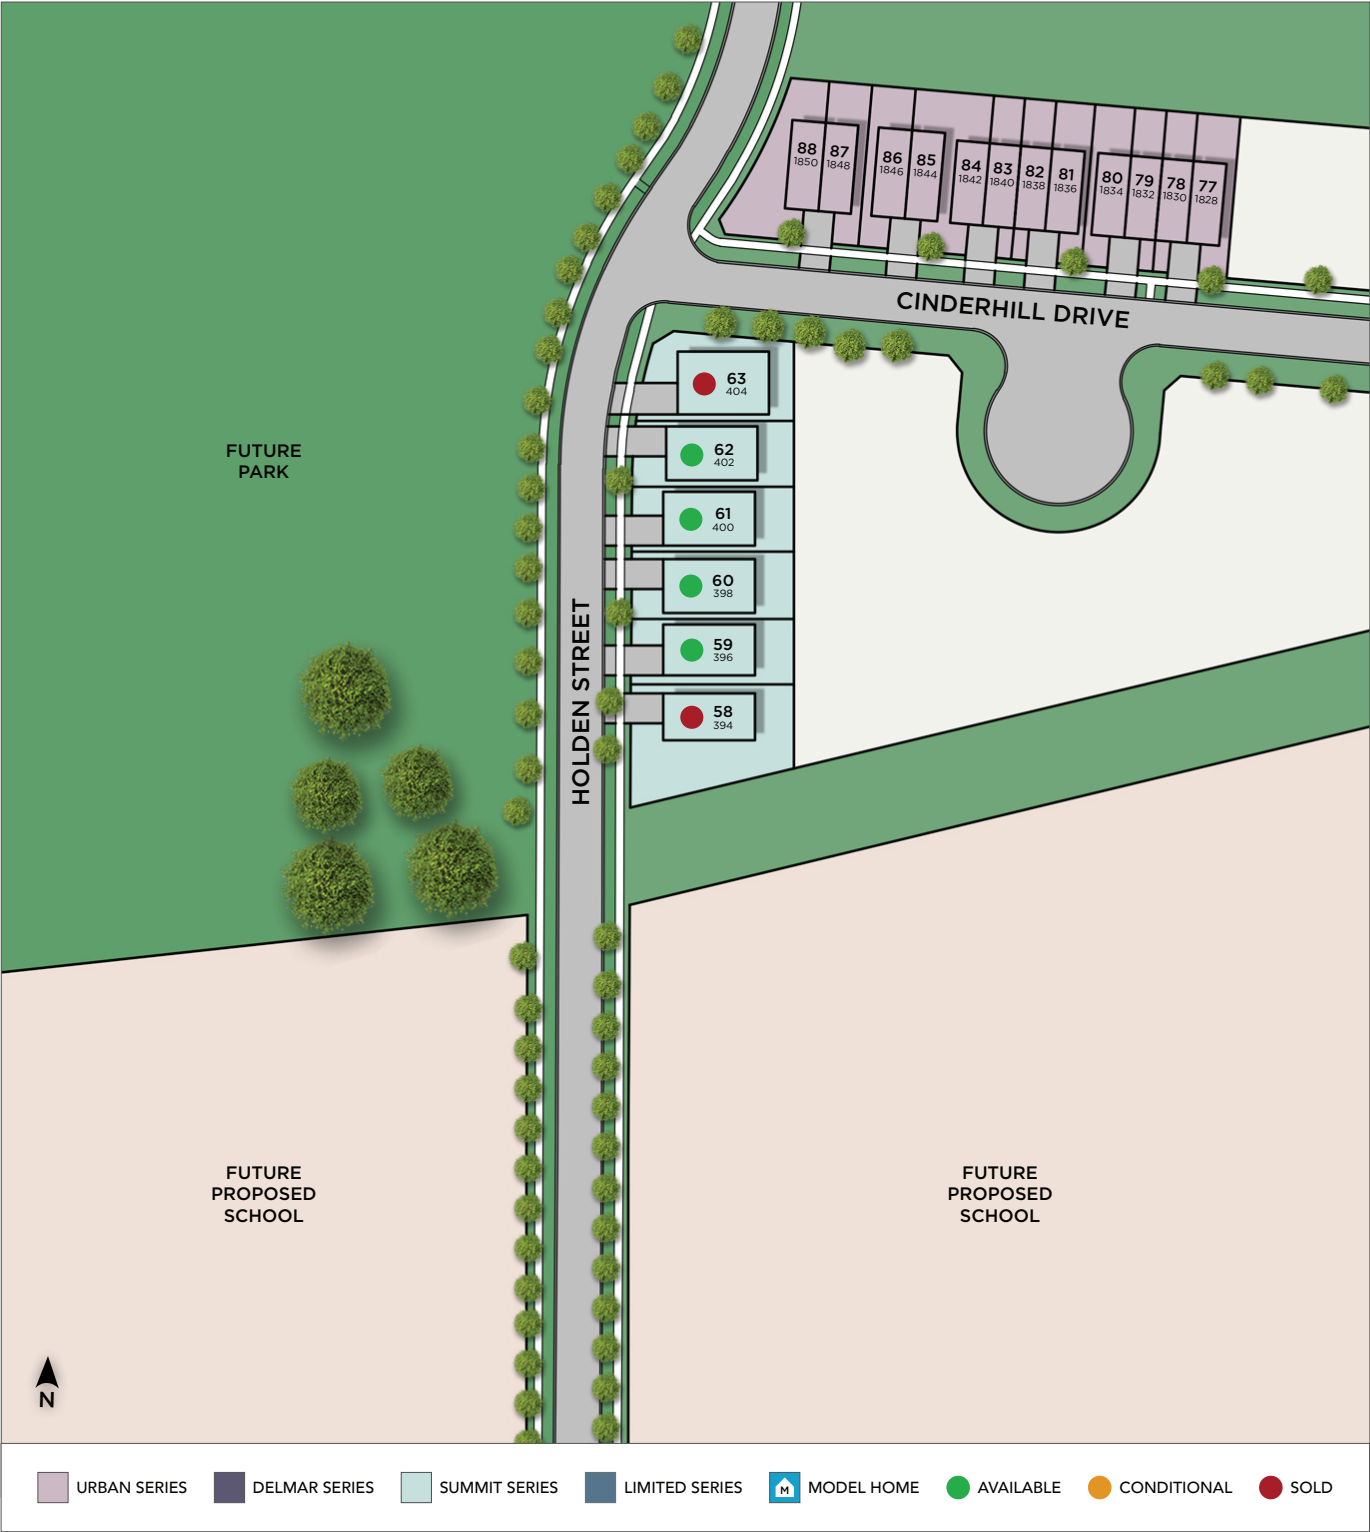 88
1850
87
1848
86
1846
85
1844
84
1842
83
1840
82
1838
81
1836
80
1834
79
1832
78
1830
77
1828
CINDERHILL DRIVE
63
404
62
402
61
400
60
398
59
396
58
394
FUTURE
PARK
HOLDEN STREET
FUTURE
PROPOSED
SCHOOL
FUTURE
PROPOSED
SCHOOL
N
URBAN SERIES
DELMAR SERIES
SUMMIT SERIES
LIMITED SERIES
M
MODEL HOME
AVAILABLE
CONDITIONAL
SOLD